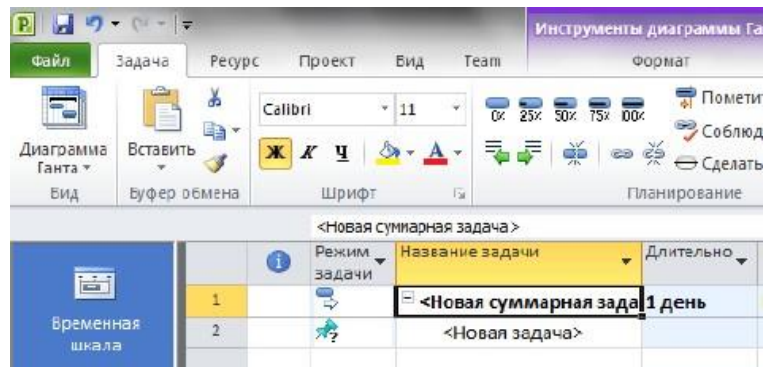 Инструменты диаграммы Га
Файл Задача Ресурс Проект Вид Team Формат
Calibri 11 0% 25% 50% 75% 100% Пометит
Соблюд
Диаграмма Ганта Вставить Ж К Ч А Сделать
Вид Буфер обмена Шрифт Планирование
<Новая суммарная задача>
Режим задачи Название задачи Длительно
1 <Новая суммарная зада 1 день
2 <Новая задача>
Временная
шкала